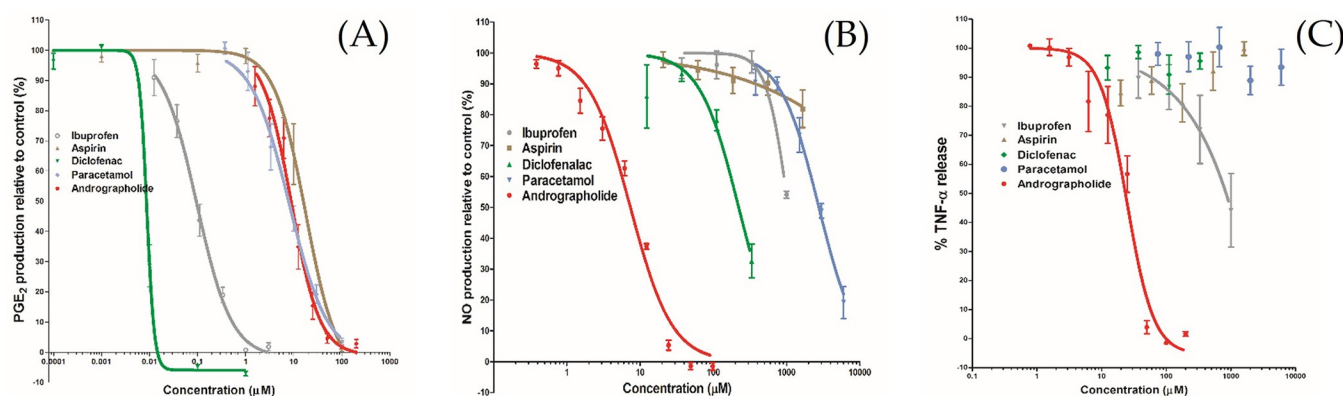 (A)
PGE2 production relative to control (%)
110
100
90
80
70
60
50
40
30
20
10
0
-10
Ibuprofen
Aspirin
Diclofenac
Paracetamol
Andrographolide
0.0001 0.001 0.01 0.1 1 10 100 1000
Concentration (μM)
(B)
NO production relative to control (%)
110
100
90
80
70
60
50
40
30
20
10
0
-10
Ibuprofen
Aspirin
Diclofenalac
Paracetamol
Andrographolide
1 10 100 1000 10000
Concentration (μM)
(C)
% TNF-α release
110
100
90
80
70
60
50
40
30
20
10
0
-10
Ibuprofen
Aspirin
Diclofenac
Paracetamol
Andrographolide
0.1 1 10 100 1000 10000
Concentration (μM)